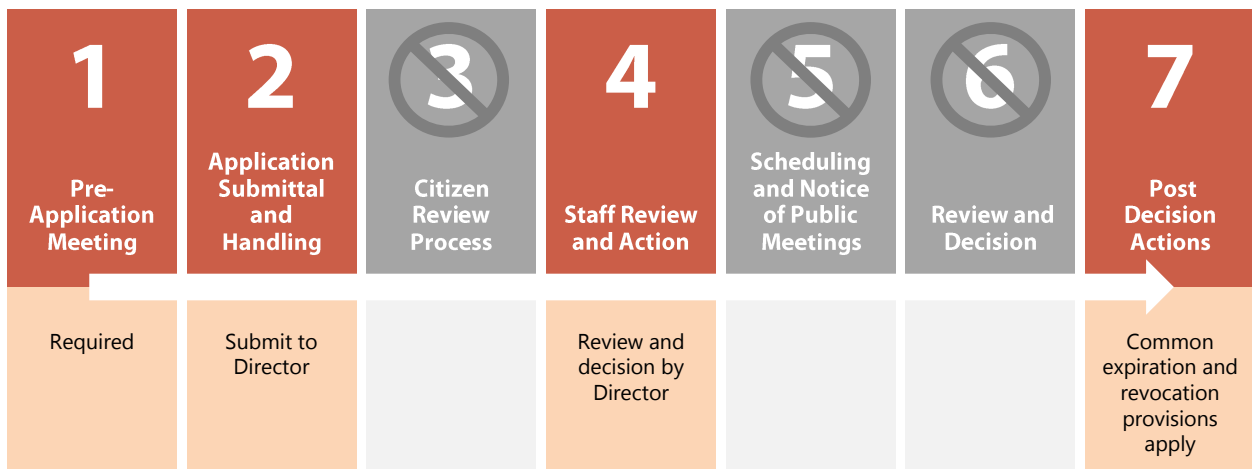 1
Pre-
Application
Meeting
Required
2
Application
Submittal
and
Handling
Submit to
Director
3
Citizen
Review
Process
4
Staff Review
and Action
Review and
decision by
Director
5
Scheduling
and Notice
of Public
Meetings
6
Review and
Decision
7
Post
Decision
Actions
Common
expiration and
revocation
provisions
apply